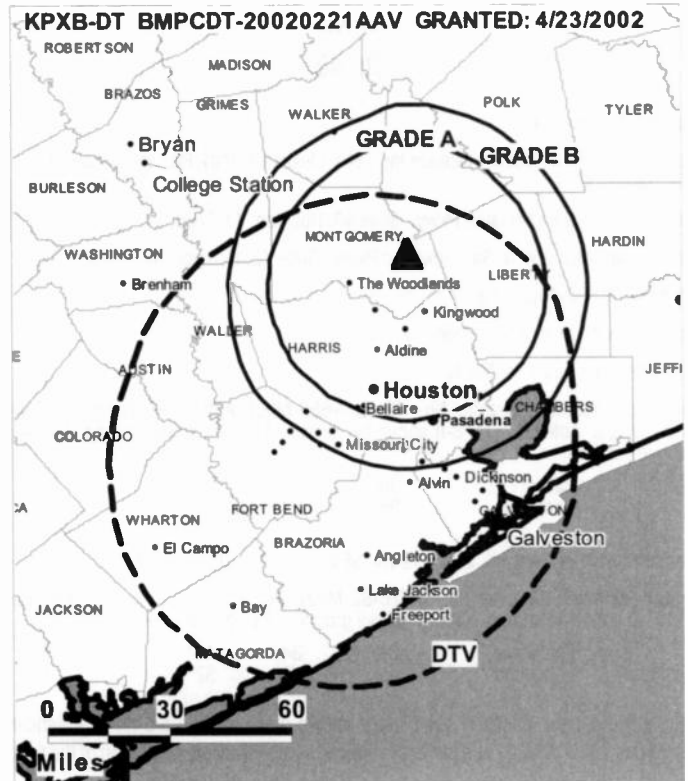 KPXB-DT BMPCDT-20020221AAV GRANTED: 4/23/2002
ROBERTSON
MADISON
BRAZOS
GRIMES
WALKER
POLK
TYLER
GRADE A
GRADE B
Bryan
College Station
BURLESON
MONTGOMERY
HARDIN
WASHINGTON
LIBERTY
Brenham
The Woodlands
Kingwood
WALLER
HARRIS
Aldine
AUSTIN
JEFFI
Houston
Bellaire
CHAMBERS
Pasadena
COLORADO
Missouri City
Alvin
Dickinson
CA
FORT BEND
GALVESTON
WHARTON
Galveston
El Campo
BRAZORIA
Angleton
Lake Jackson
JACKSON
Bay
Freeport
MATAGORDA
DTV
0 30 60
Miles